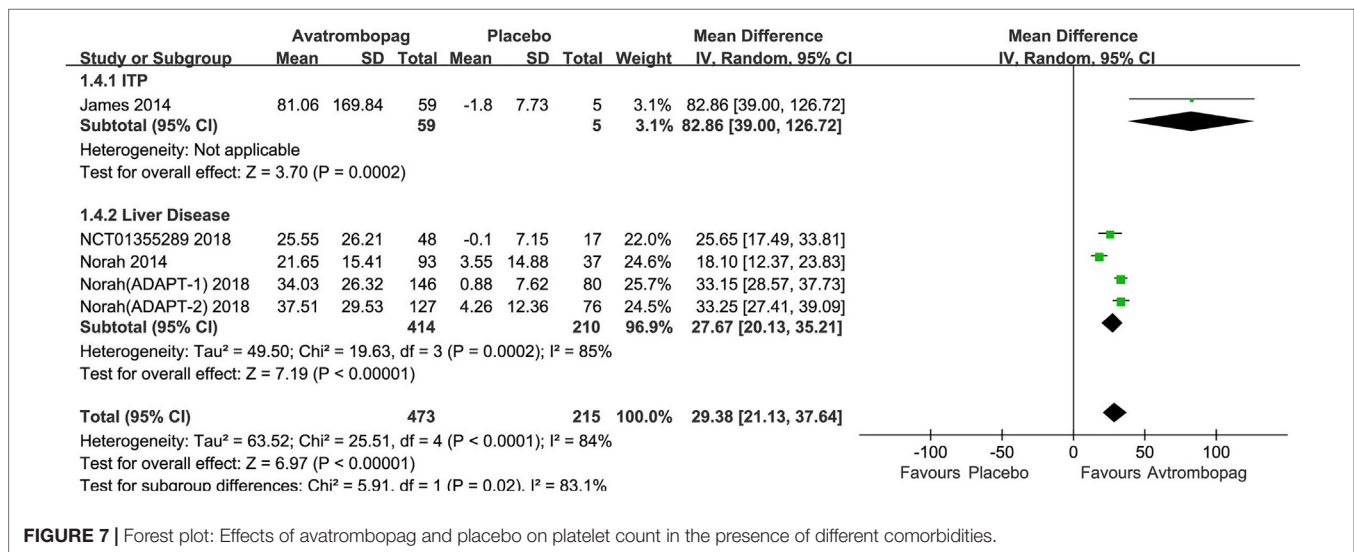 Avatrombopag Placebo Mean Difference Mean Difference
Study or Subgroup Mean SD Total Mean SD Total Weight IV, Random, 95% CI IV, Random, 95% CI
1.4.1 ITP
James 2014 81.06 169.84 59 -1.8 7.73 5 3.1% 82.86 [39.00, 126.72]
Subtotal (95% CI) 59 5 3.1% 82.86 [39.00, 126.72]
Heterogeneity: Not applicable
Test for overall effect: Z = 3.70 (P = 0.0002)
1.4.2 Liver Disease
NCT01355289 2018 25.55 26.21 48 -0.1 7.15 17 22.0% 25.65 [17.49, 33.81]
Norah 2014 21.65 15.41 93 3.55 14.88 37 24.6% 18.10 [12.37, 23.83]
Norah(ADAPT-1) 2018 34.03 26.32 146 0.88 7.62 80 25.7% 33.15 [28.57, 37.73]
Norah(ADAPT-2) 2018 37.51 29.53 127 4.26 12.36 76 24.5% 33.25 [27.41, 39.09]
Subtotal (95% CI) 414 210 96.9% 27.67 [20.13, 35.21]
Heterogeneity: Tau² = 49.50; Chi² = 19.63, df = 3 (P = 0.0002); I² = 85%
Test for overall effect: Z = 7.19 (P < 0.00001)
Total (95% CI) 473 215 100.0% 29.38 [21.13, 37.64]
Heterogeneity: Tau² = 63.52; Chi² = 25.51, df = 4 (P < 0.0001); I² = 84%
Test for overall effect: Z = 6.97 (P < 0.00001)
Test for subgroup differences: Chi² = 5.91, df = 1 (P = 0.02), I² = 83.1%
-100 -50 0 50 100
Favours Placebo Favours Avtrombopag
FIGURE 7 | Forest plot: Effects of avatrombopag and placebo on platelet count in the presence of different comorbidities.